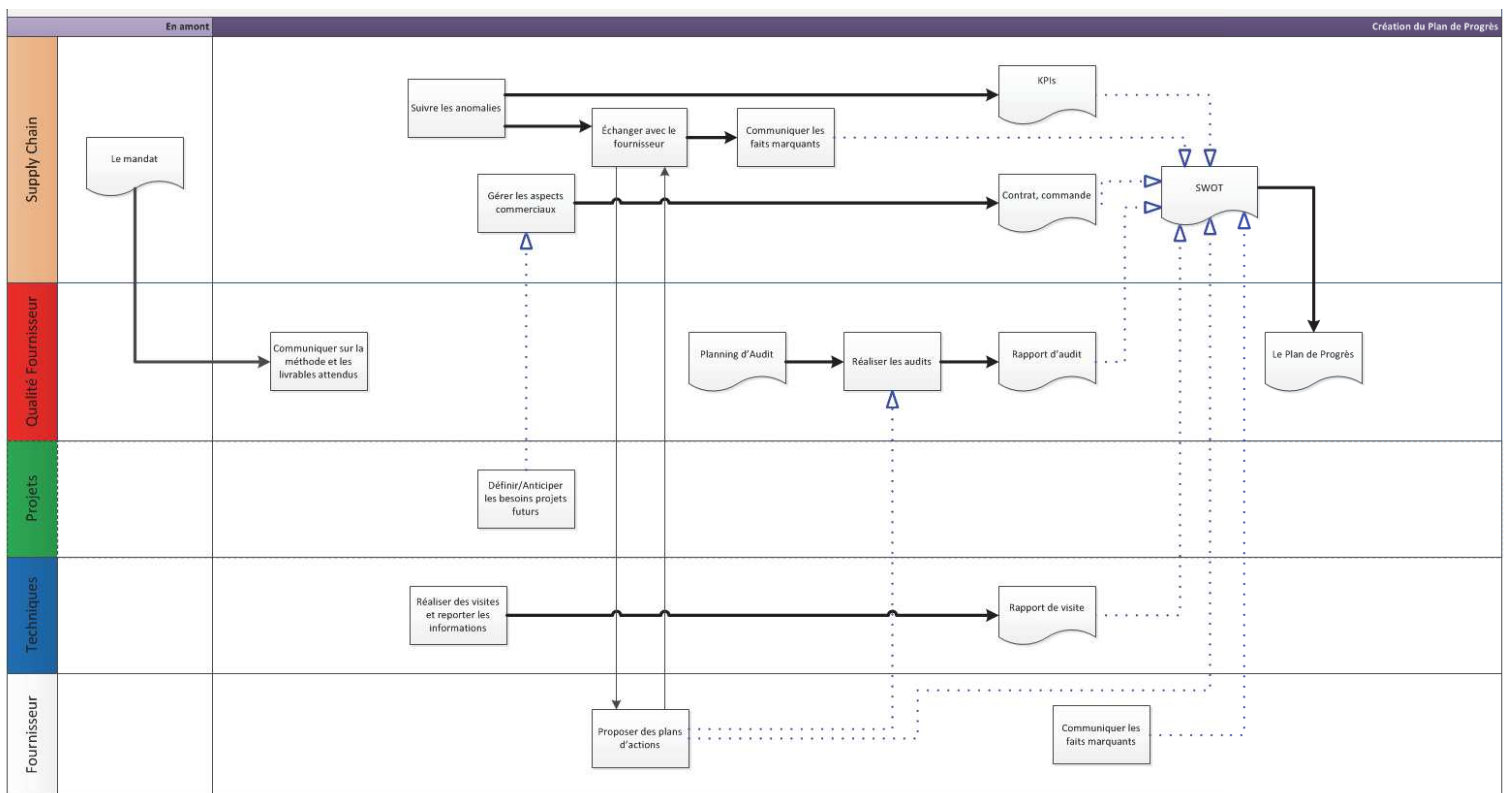 En amont
Création du Plan de Progrès
Supply Chain
Le mandat
Suivre les anomalies
Échanger avec le
fournisseur
Communiquer les
faits marquants
KPIs
Gérer les aspects
commerciaux
Contrat, commande
SWOT
Qualité Fournisseur
Communiquer sur la
méthode et les
livrables attendus
Planning d'Audit
Réaliser les audits
Rapport d'audit
Le Plan de Progrès
Projets
Définir/Anticiper
les besoins projets
futurs
Techniques
Réaliser des visites
et reporter les
informations
Rapport de visite
Fournisseur
Proposer des plans
d'actions
Communiquer les
faits marquants